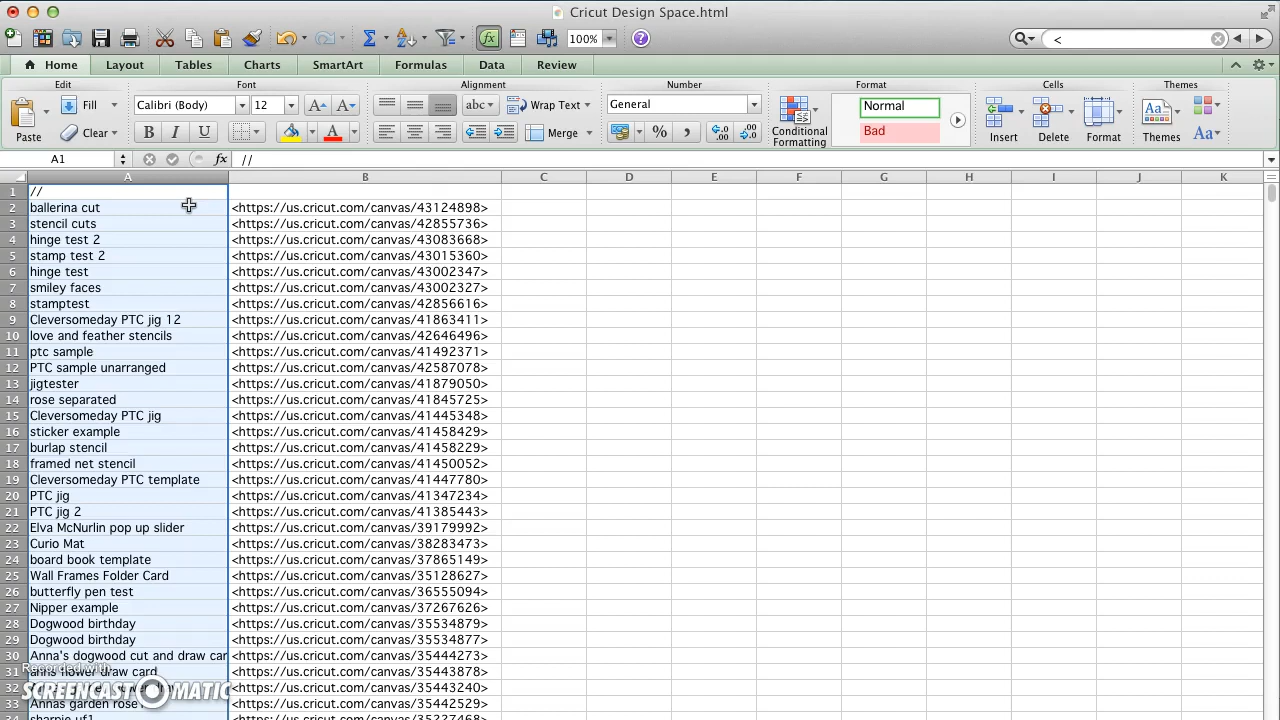 Cricut Design Space.html
100%
<
Home Layout Tables Charts SmartArt Formulas Data Review
Edit Font Alignment Number Format Cells Themes
Paste Fill Clear Calibri (Body) 12 A A abc Wrap Text General Conditional Formatting Normal Insert Delete Format Themes Aa
B I U A Merge % Bad
A1 fx //
A B C D E F G H I J K
1 //
2 ballerina cut <https://us.cricut.com/canvas/43124898>
3 stencil cuts <https://us.cricut.com/canvas/42855736>
4 hinge test 2 <https://us.cricut.com/canvas/43083668>
5 stamp test 2 <https://us.cricut.com/canvas/43015360>
6 hinge test <https://us.cricut.com/canvas/43002347>
7 smiley faces <https://us.cricut.com/canvas/43002327>
8 stamptest <https://us.cricut.com/canvas/42856616>
9 Cleversomeday PTC jig 12 <https://us.cricut.com/canvas/41863411>
10 love and feather stencils <https://us.cricut.com/canvas/42646496>
11 ptc sample <https://us.cricut.com/canvas/41492371>
12 PTC sample unarranged <https://us.cricut.com/canvas/42587078>
13 jigtester <https://us.cricut.com/canvas/41879050>
14 rose separated <https://us.cricut.com/canvas/41845725>
15 Cleversomeday PTC jig <https://us.cricut.com/canvas/41445348>
16 sticker example <https://us.cricut.com/canvas/41458429>
17 burlap stencil <https://us.cricut.com/canvas/41458229>
18 framed net stencil <https://us.cricut.com/canvas/41450052>
19 Cleversomeday PTC template <https://us.cricut.com/canvas/41447780>
20 PTC jig <https://us.cricut.com/canvas/41347234>
21 PTC jig 2 <https://us.cricut.com/canvas/41385443>
22 Elva McNurlin pop up slider <https://us.cricut.com/canvas/39179992>
23 Curio Mat <https://us.cricut.com/canvas/38283473>
24 board book template <https://us.cricut.com/canvas/37865149>
25 Wall Frames Folder Card <https://us.cricut.com/canvas/35128627>
26 butterfly pen test <https://us.cricut.com/canvas/36555094>
27 Nipper example <https://us.cricut.com/canvas/37267626>
28 Dogwood birthday <https://us.cricut.com/canvas/35534879>
29 Dogwood birthday <https://us.cricut.com/canvas/35534877>
30 Anna's dogwood cut and draw car <https://us.cricut.com/canvas/35444273>
Recorded with
31 anns flower draw card <https://us.cricut.com/canvas/35443878>
32 <https://us.cricut.com/canvas/35443240>
SCREENCAST-O-MATIC
33 Annas garden rose <https://us.cricut.com/canvas/35442529>
34 sharpie uf1 <https://us.cricut.com/canvas/35227468>